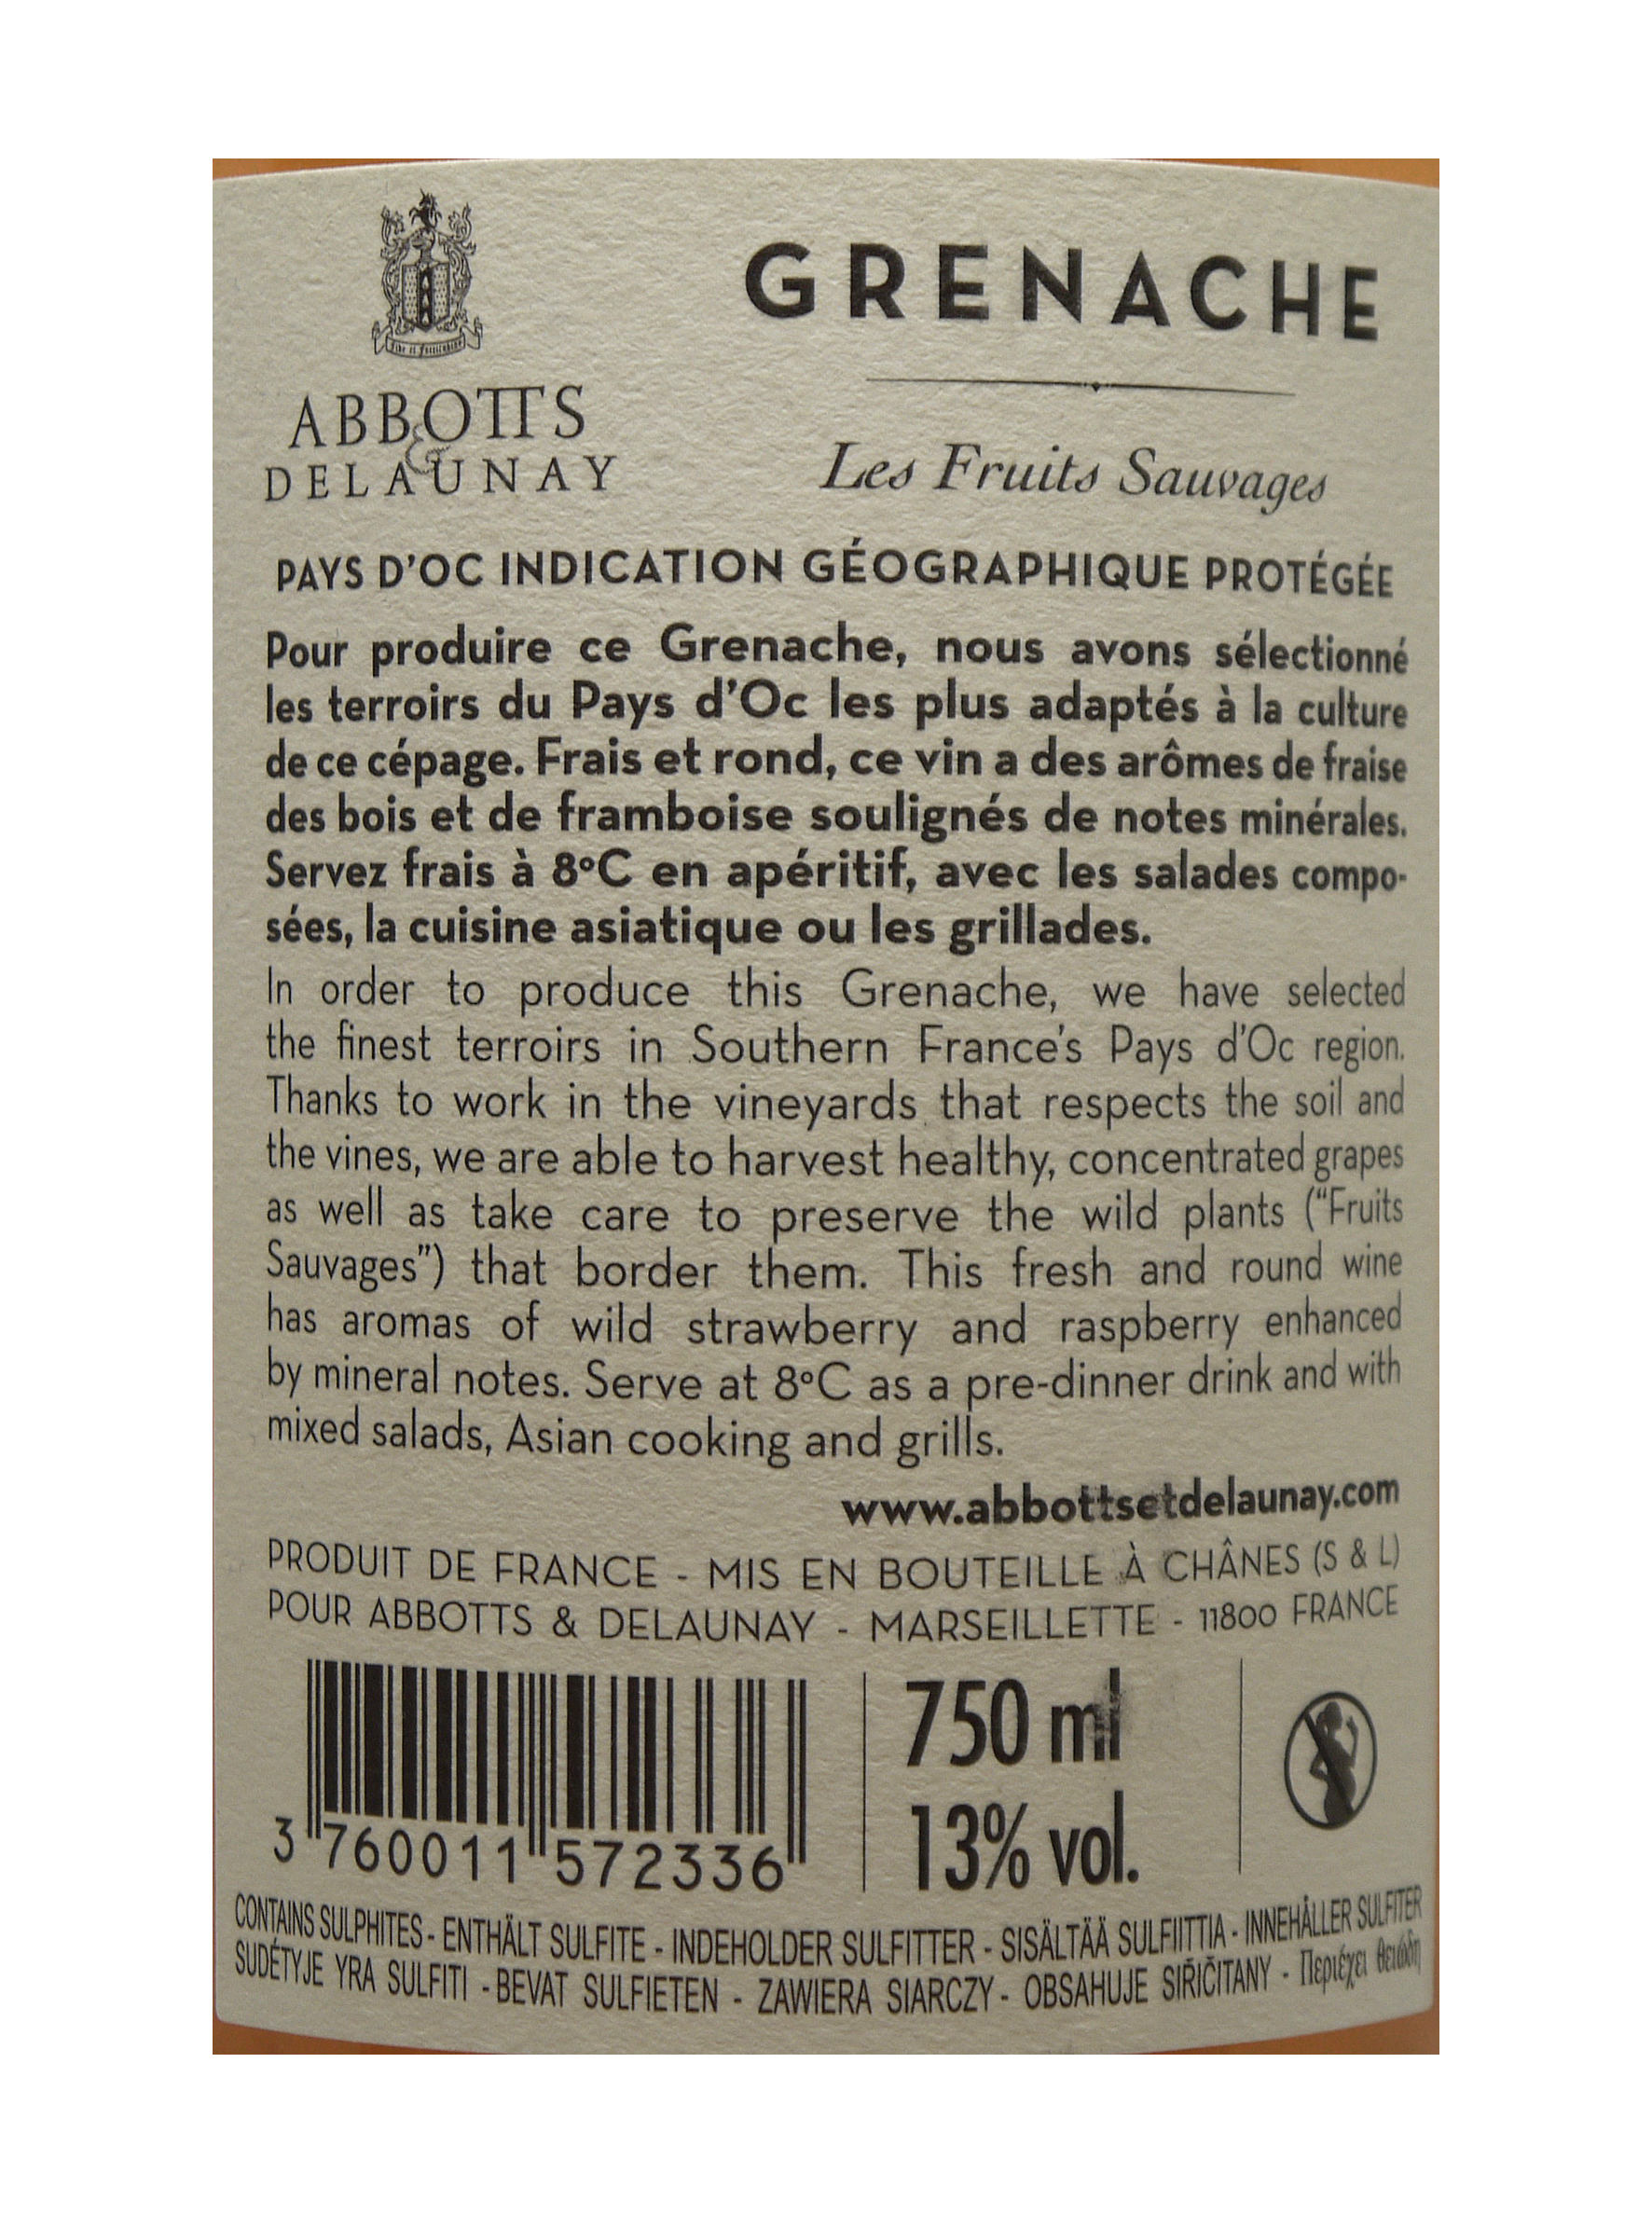 GRENACHE
ABBOTTS
&
DELAUNAY
Les Fruits Sauvages
PAYS D'OC INDICATION GÉOGRAPHIQUE PROTÉGÉE
Pour produire ce Grenache, nous avons sélectionné
les terroirs du Pays d'Oc les plus adaptés à la culture
de ce cépage. Frais et rond, ce vin a des arômes de fraise
des bois et de framboise soulignés de notes minérales.
Servez frais à 8°C en apéritif, avec les salades compo-
sées, la cuisine asiatique ou les grillades.
In order to produce this Grenache, we have selected
the finest terroirs in Southern France's Pays d'Oc region.
Thanks to work in the vineyards that respects the soil and
the vines, we are able to harvest healthy, concentrated grapes
as well as take care to preserve the wild plants ("Fruits
Sauvages") that border them. This fresh and round wine
has aromas of wild strawberry and raspberry enhanced
by mineral notes. Serve at 8°C as a pre-dinner drink and with
mixed salads, Asian cooking and grills.
www.abbottsetdelaunay.com
PRODUIT DE FRANCE - MIS EN BOUTEILLE À CHÂNES (S & L)
POUR ABBOTTS & DELAUNAY - MARSEILLETTE - 11800 FRANCE
750 ml
13% vol.
3 760011 572336
CONTAINS SULPHITES - ENTHÄLT SULFITE - INDEHOLDER SULFITTER - SISÄLTÄÄ SULFIITTIA - INNEHÅLLER SULFITER
SUDĖTYJE YRA SULFITI - BEVAT SULFIETEN - ZAWIERA SIARCZY - OBSAHUJE SIŘIČITANY - Περιέχει θειώδη